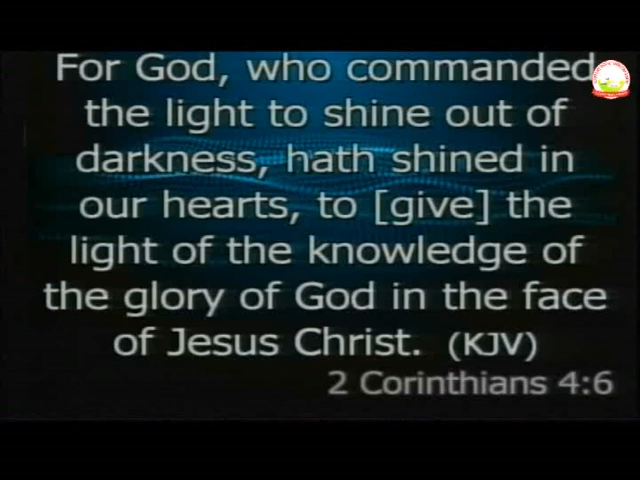 For God, who commanded
the light to shine out of
darkness, hath shined in
our hearts, to [give] the
light of the knowledge of
the glory of God in the face
of Jesus Christ. (KJV)
2 Corinthians 4:6